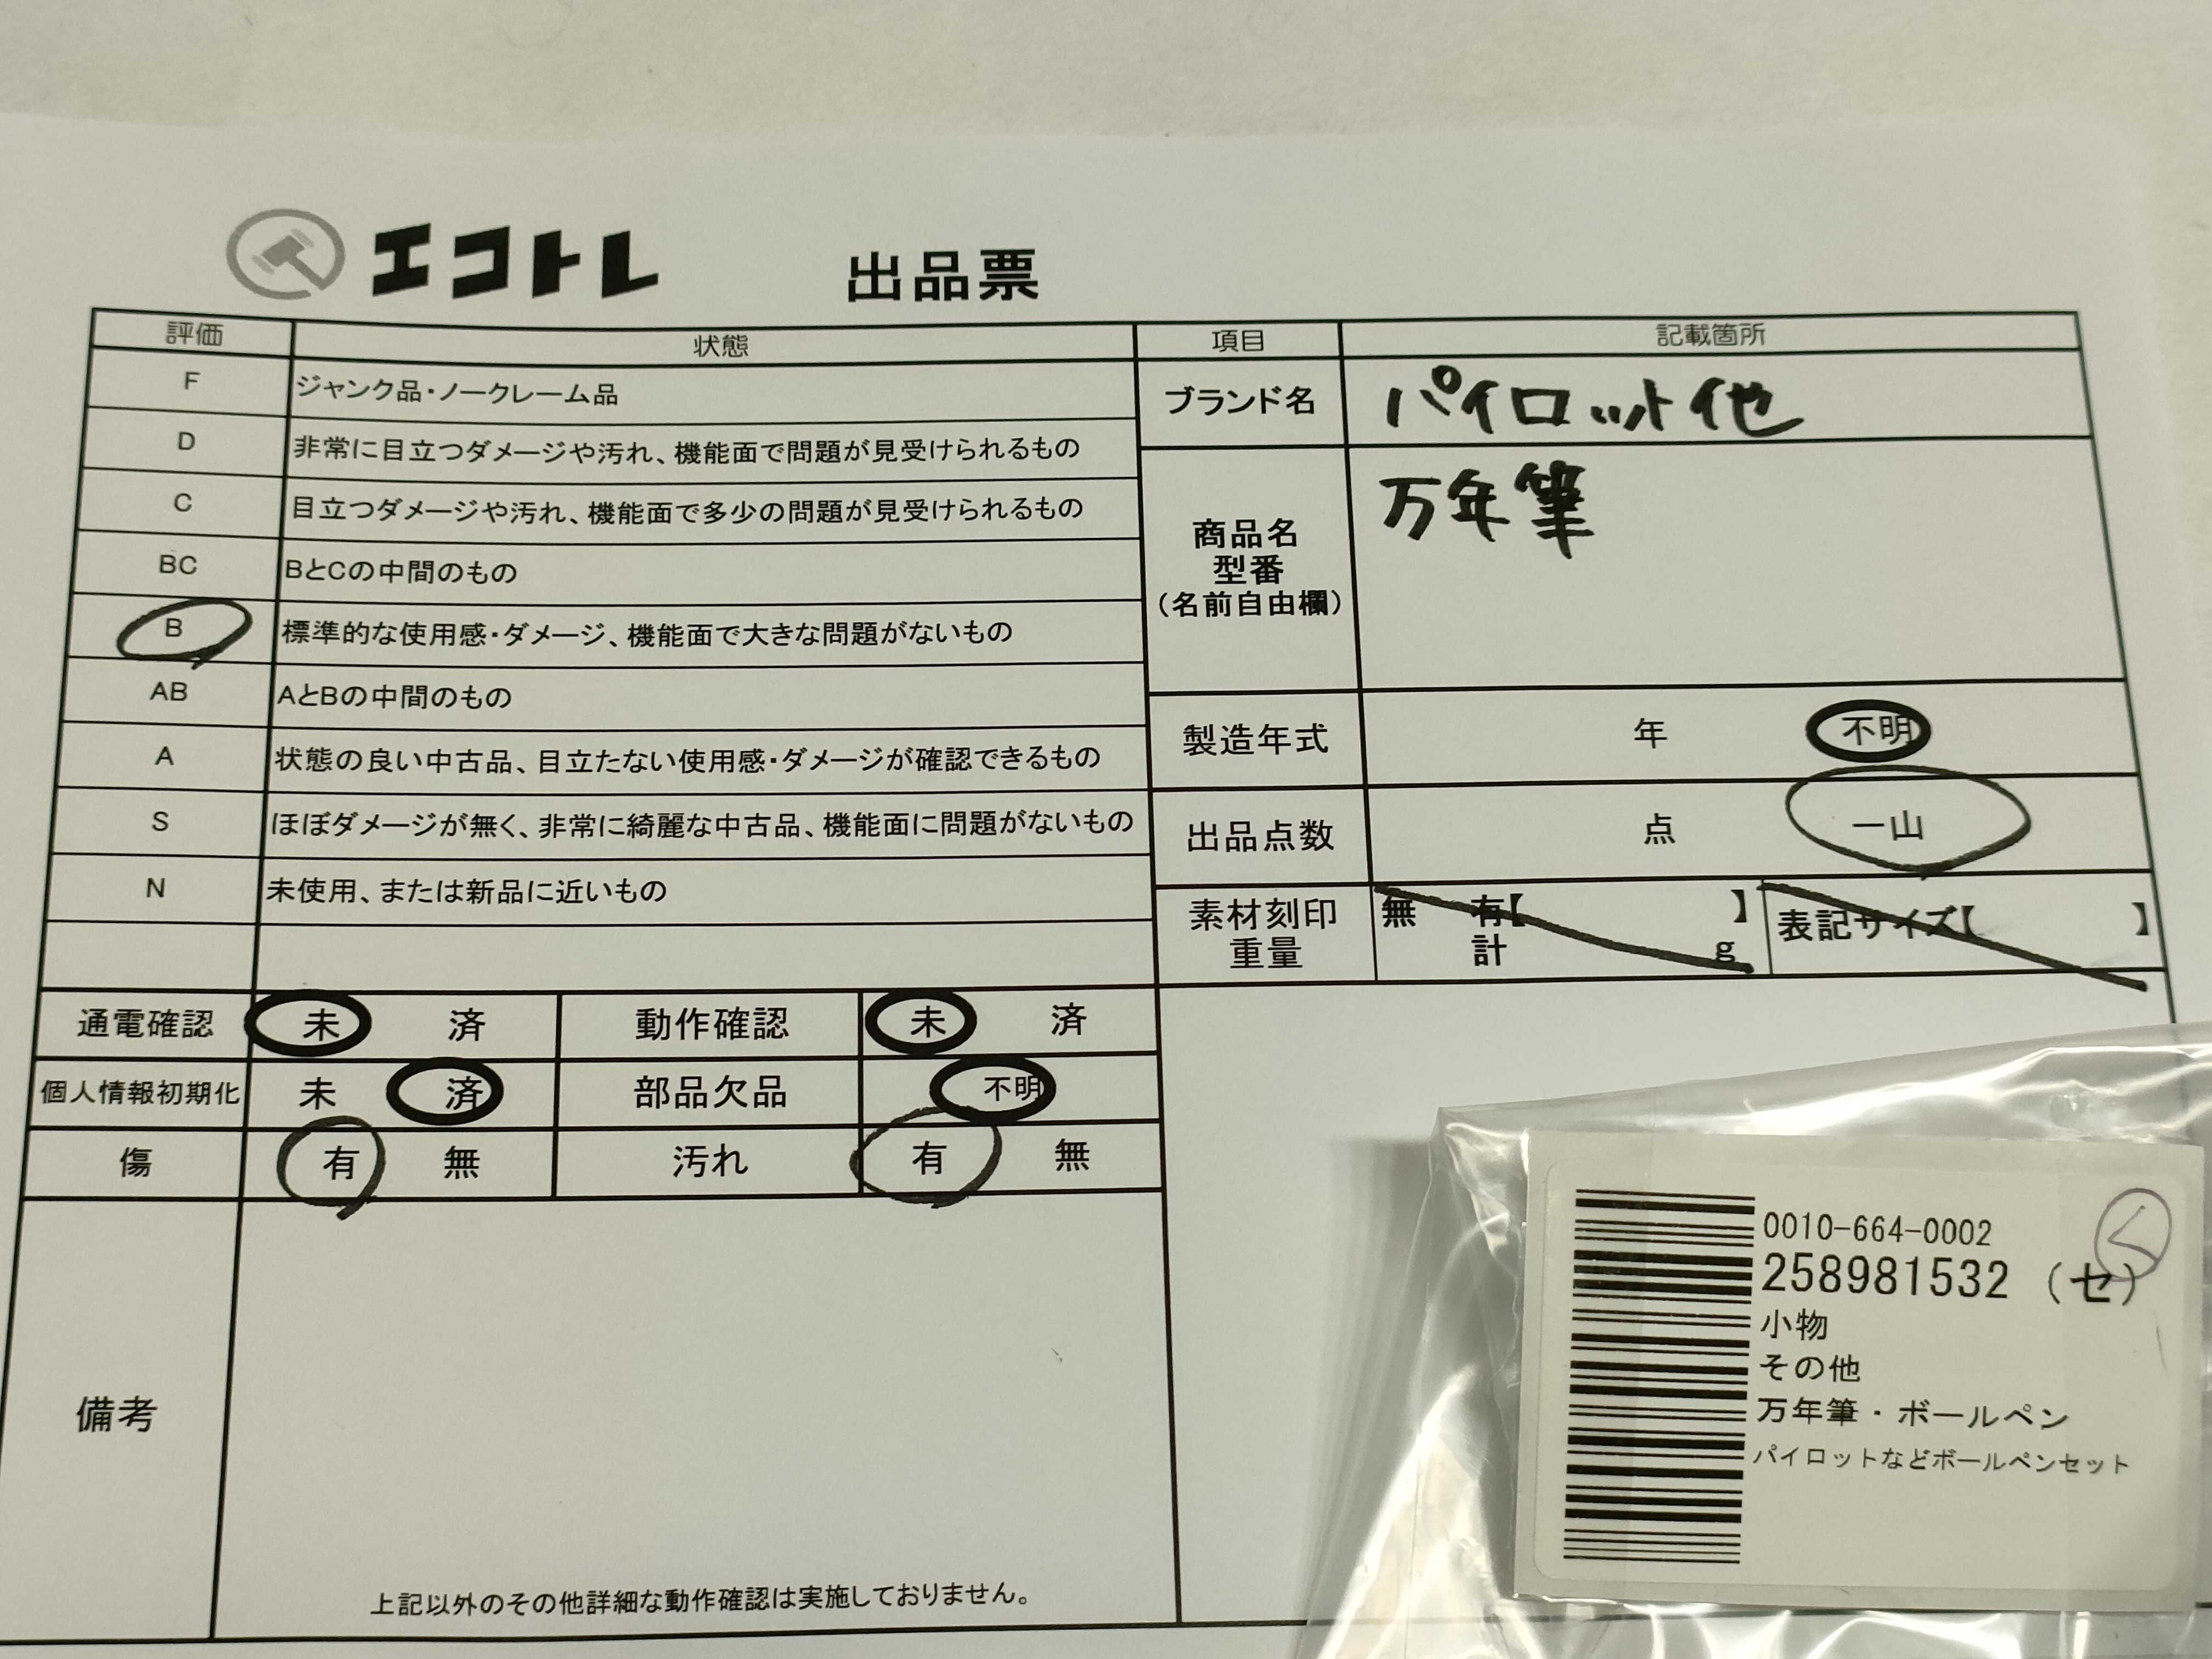 エコトレ 出品票
評価 状態 項目 記載箇所
F ジャンク品・ノークレーム品
D 非常に目立つダメージや汚れ、機能面で問題が見受けられるもの
C 目立つダメージや汚れ、機能面で多少の問題が見受けられるもの
BC BとCの中間のもの
B 標準的な使用感・ダメージ、機能面で大きな問題がないもの
AB AとBの中間のもの
A 状態の良い中古品、目立たない使用感・ダメージが確認できるもの
S ほぼダメージが無く、非常に綺麗な中古品、機能面に問題がないもの
N 未使用、または新品に近いもの
ブランド名 パイロット他
商品名
型番
(名前自由欄)
万年筆
製造年式 年 不明
出品点数 点 一山
素材刻印
重量
無 有【 】
計 g
表記サイズ【 】
通電確認 未 済 動作確認 未 済
個人情報初期化 未 済 部品欠品 不明
傷 有 無 汚れ 有 無
備考
上記以外のその他詳細な動作確認は実施しておりません。
0010-664-0002
258981532 (セ)
く
小物
その他
万年筆・ボールペン
パイロットなどボールペンセット